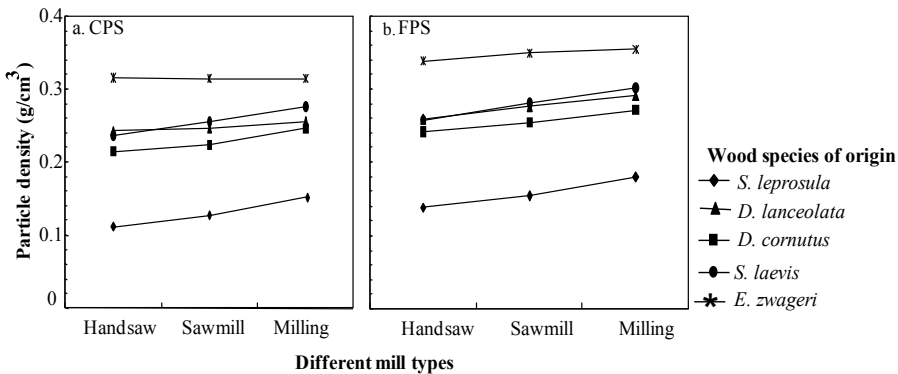 a. CPS
b. FPS
0.4
0.3
0.2
0.1
0
Particle density (g/cm³)
Handsaw Sawmill Milling
Handsaw Sawmill Milling
Different mill types
Wood species of origin
S. leprosula
D. lanceolata
D. cornutus
S. laevis
E. zwageri